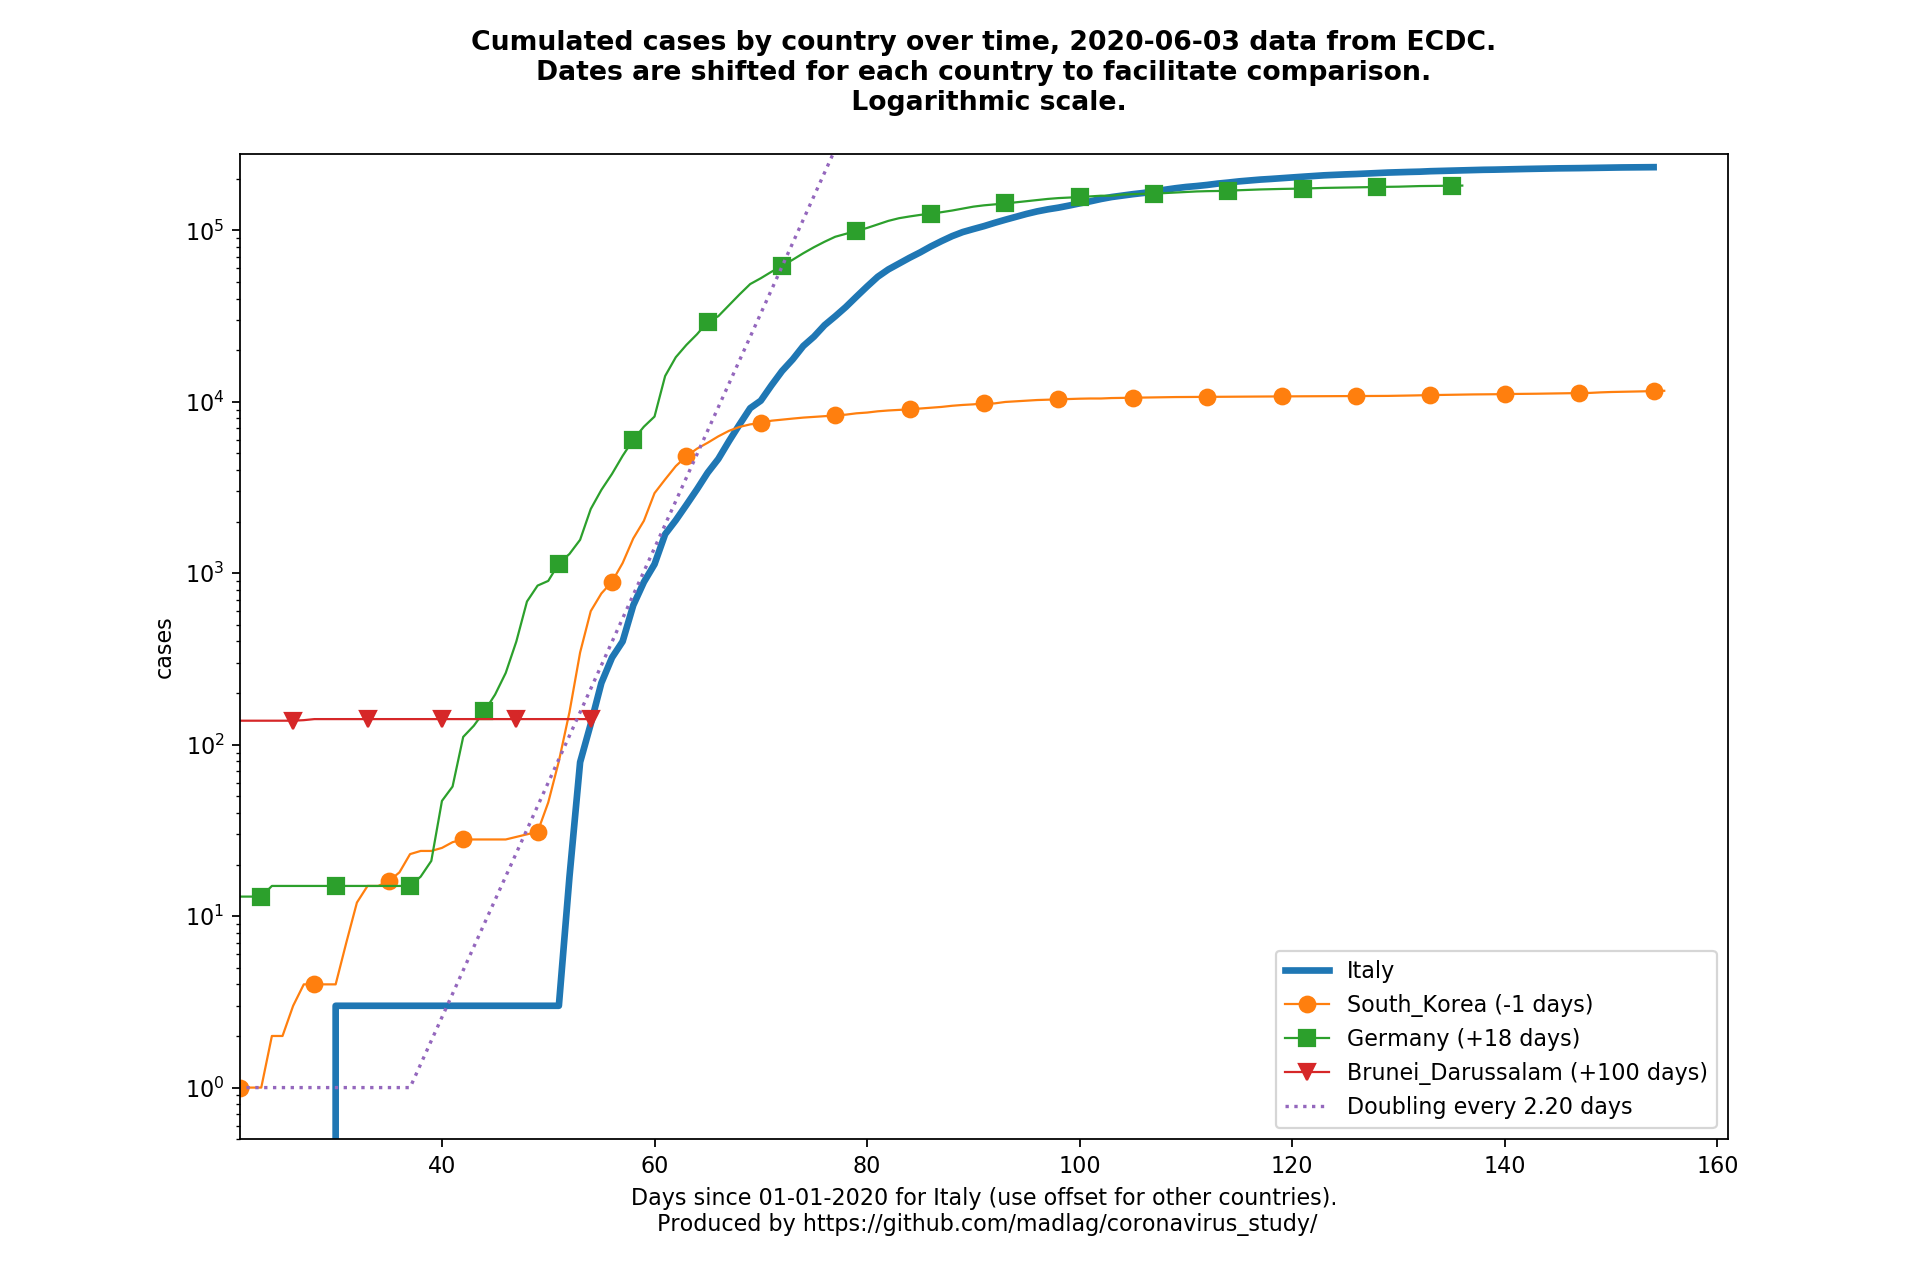 Cumulated cases by country over time, 2020-06-03 data from ECDC.
Dates are shifted for each country to facilitate comparison.
Logarithmic scale.
10^5
10^4
10^3
10^2
10^1
10^0
cases
Italy
South_Korea (-1 days)
Germany (+18 days)
Brunei_Darussalam (+100 days)
Doubling every 2.20 days
40 60 80 100 120 140 160
Days since 01-01-2020 for Italy (use offset for other countries).
Produced by https://github.com/madlag/coronavirus_study/